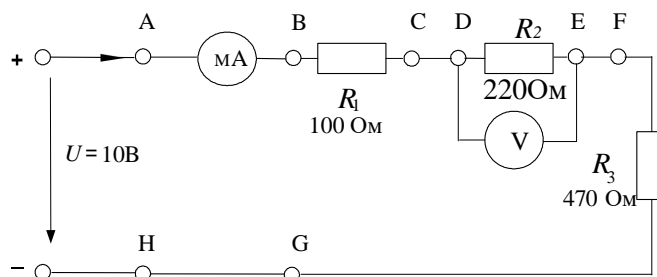 A B C D R₂ E F
+ мА
220Ом
R₁ V
100 Ом
U = 10В R₃
470 Ом
H G
−